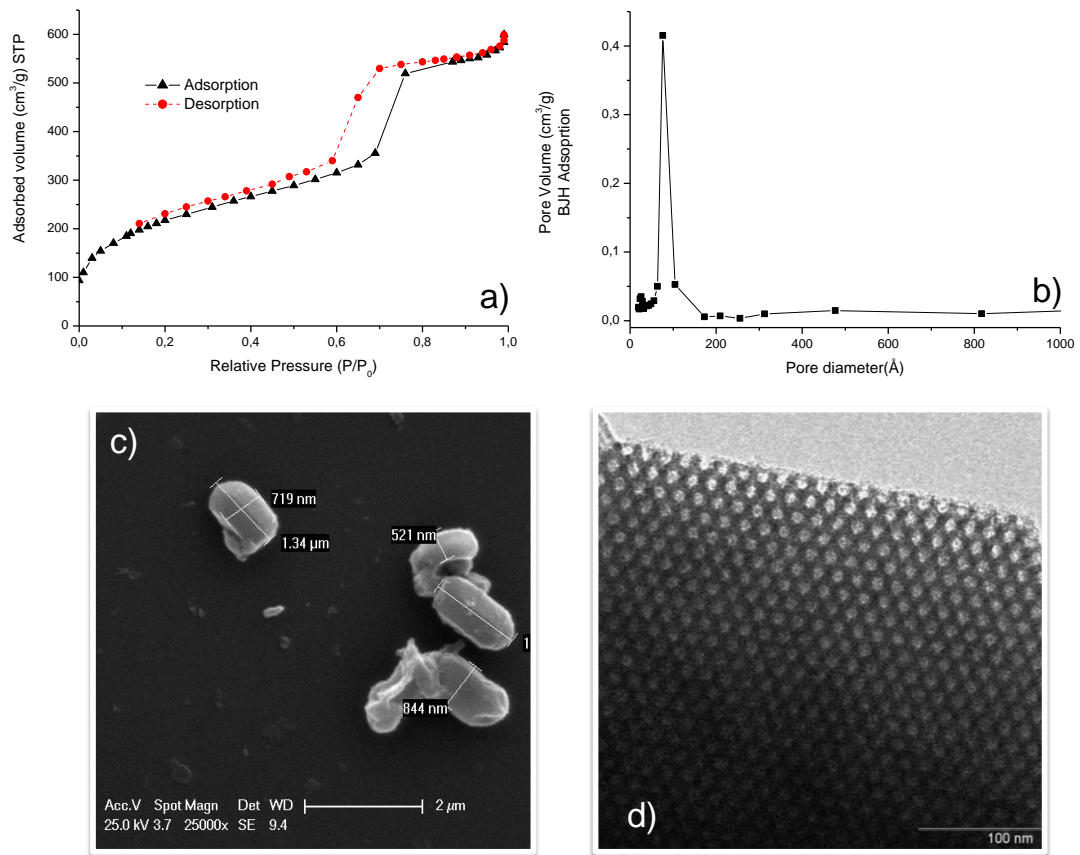 a)
Adsorbed volume (cm³/g) STP
600
500
400
300
200
100
0
Adsorption
Desorption
0,0 0,2 0,4 0,6 0,8 1,0
Relative Pressure (P/P₀)
b)
Pore Volume (cm³/g)
BJH Adsoprtion
0,4
0,3
0,2
0,1
0,0
0 200 400 600 800 1000
Pore diameter(Å)
c)
719 nm
1.34 µm
521 nm
1
844 nm
Acc.V Spot Magn Det WD
25.0 kV 3.7 25000x SE 9.4
2 µm
d)
100 nm